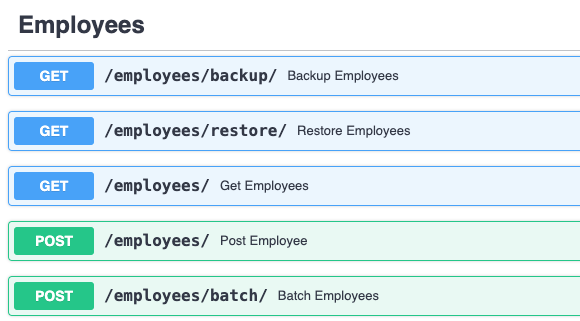 Employees
GET /employees/backup/ Backup Employees
GET /employees/restore/ Restore Employees
GET /employees/ Get Employees
POST /employees/ Post Employee
POST /employees/batch/ Batch Employees